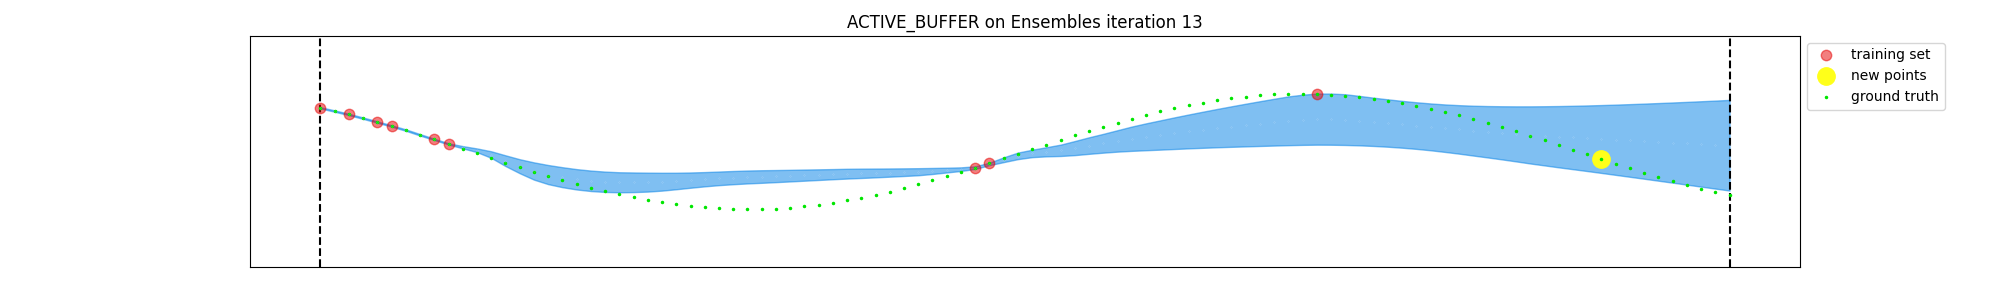 ACTIVE_BUFFER on Ensembles iteration 13
training set
new points
ground truth